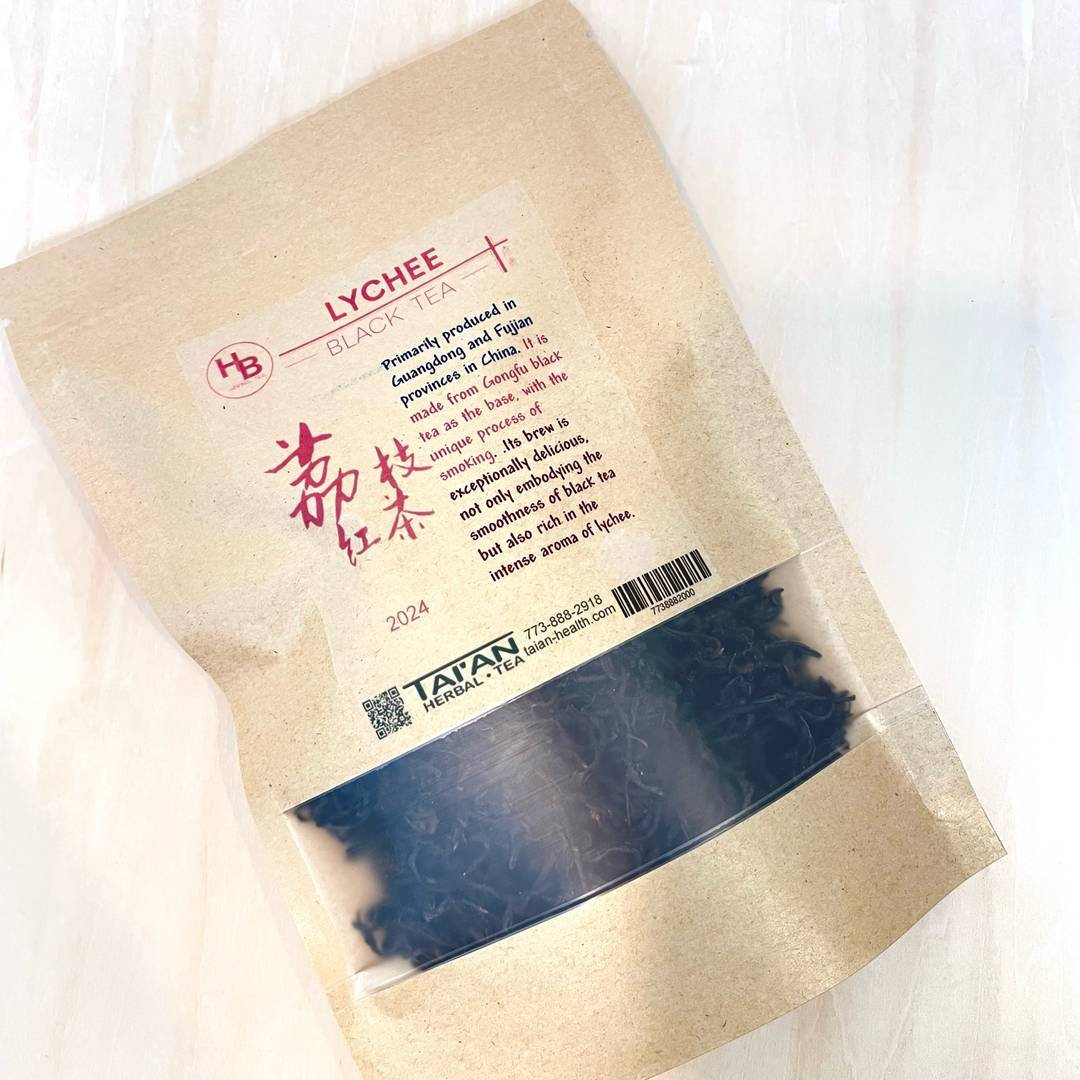 LYCHEE
BLACK TEA
HB
Primarily produced in
Guangdong and Fujian
provinces in China. It is
made from Gongfu black
tea as the base, with the
unique process of
smoking. .Its brew is
exceptionally delicious,
not only embodying the
smoothness of black tea
but also rich in the
intense aroma of lychee.
荔枝
红茶
2024
TAI'AN
HERBAL • TEA
773-888-2918
taian-health.com
7738882000